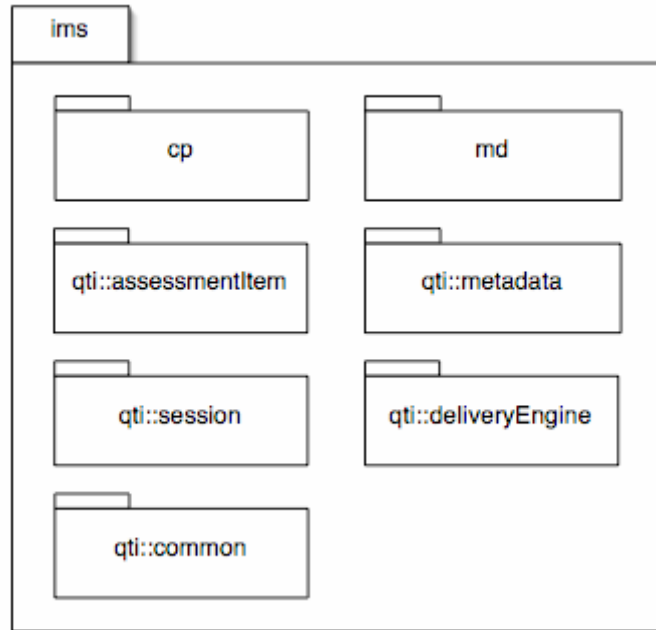 ims
cp
md
qti::assessmentItem
qti::metadata
qti::session
qti::deliveryEngine
qti::common